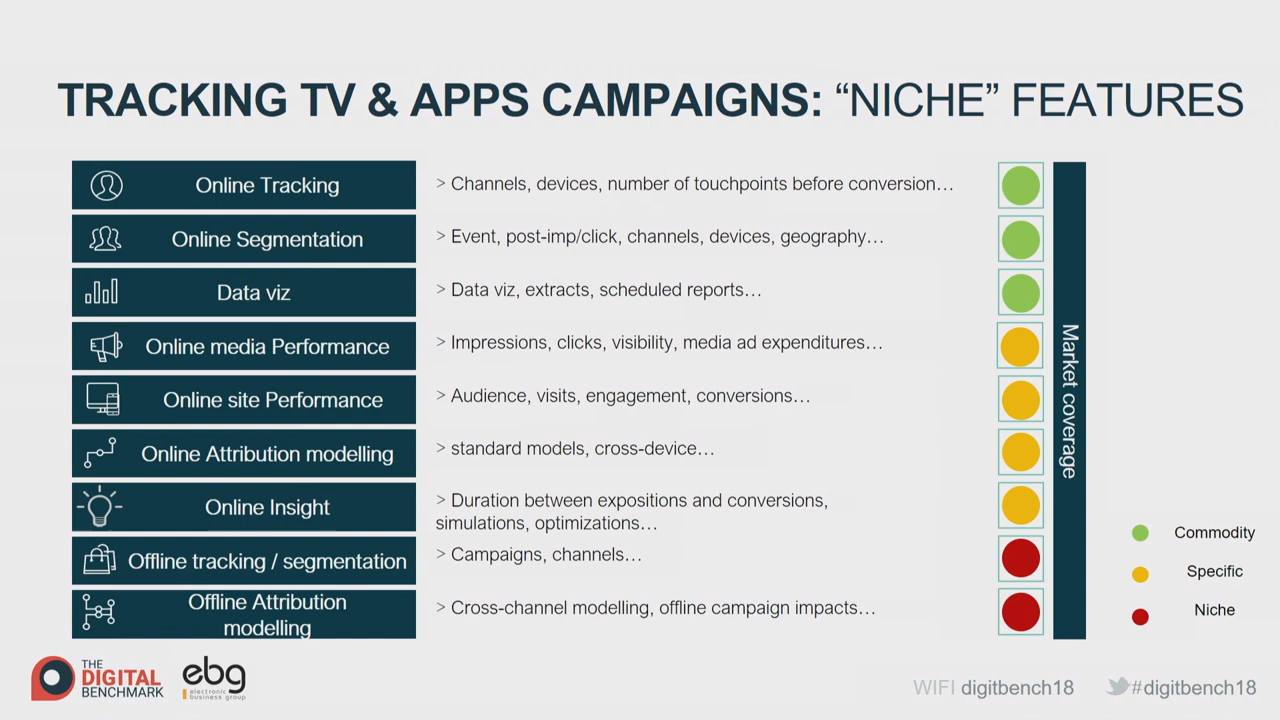 TRACKING TV & APPS CAMPAIGNS: “NICHE” FEATURES
Online Tracking
> Channels, devices, number of touchpoints before conversion…
Online Segmentation
> Event, post-imp/click, channels, devices, geography…
Data viz
> Data viz, extracts, scheduled reports…
Online media Performance
> Impressions, clicks, visibility, media ad expenditures…
Online site Performance
> Audience, visits, engagement, conversions…
Online Attribution modelling
> standard models, cross-device…
Online Insight
> Duration between expositions and conversions,
simulations, optimizations…
Offline tracking / segmentation
> Campaigns, channels…
Offline Attribution
modelling
> Cross-channel modelling, offline campaign impacts…
Market coverage
Commodity
Specific
Niche
THE
DIGITAL
BENCHMARK
ebg
electronic
business group
WIFI digitbench18
#digitbench18